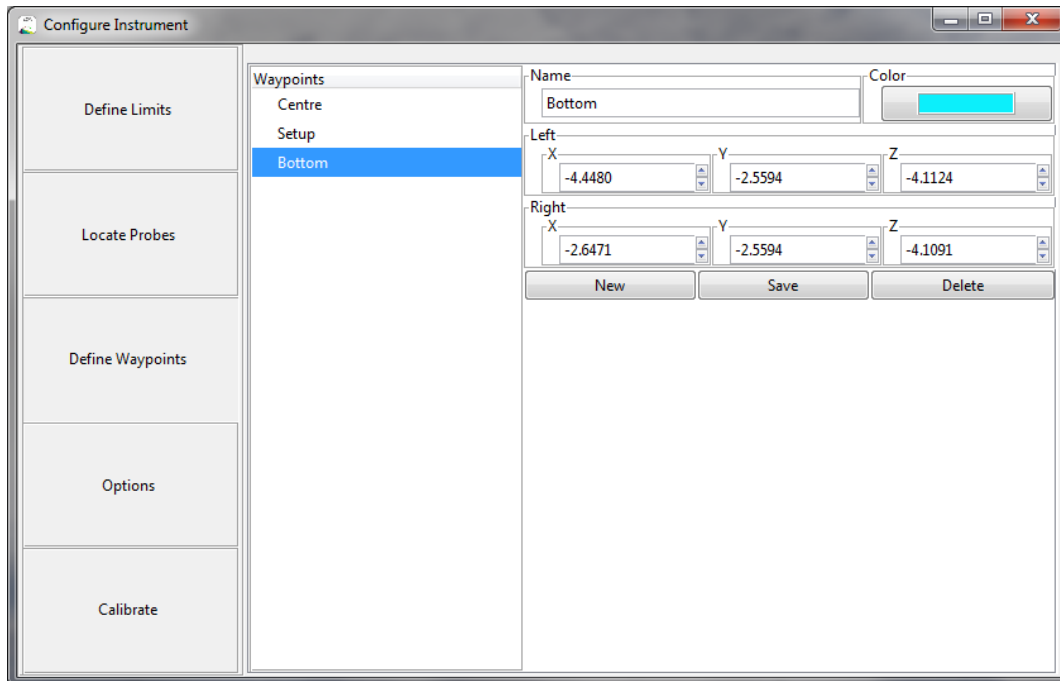 Configure Instrument
Define Limits
Locate Probes
Define Waypoints
Options
Calibrate
Waypoints
Centre
Setup
Bottom
Name
Bottom
Color
Left
X
-4.4480
Y
-2.5594
Z
-4.1124
Right
X
-2.6471
Y
-2.5594
Z
-4.1091
New
Save
Delete